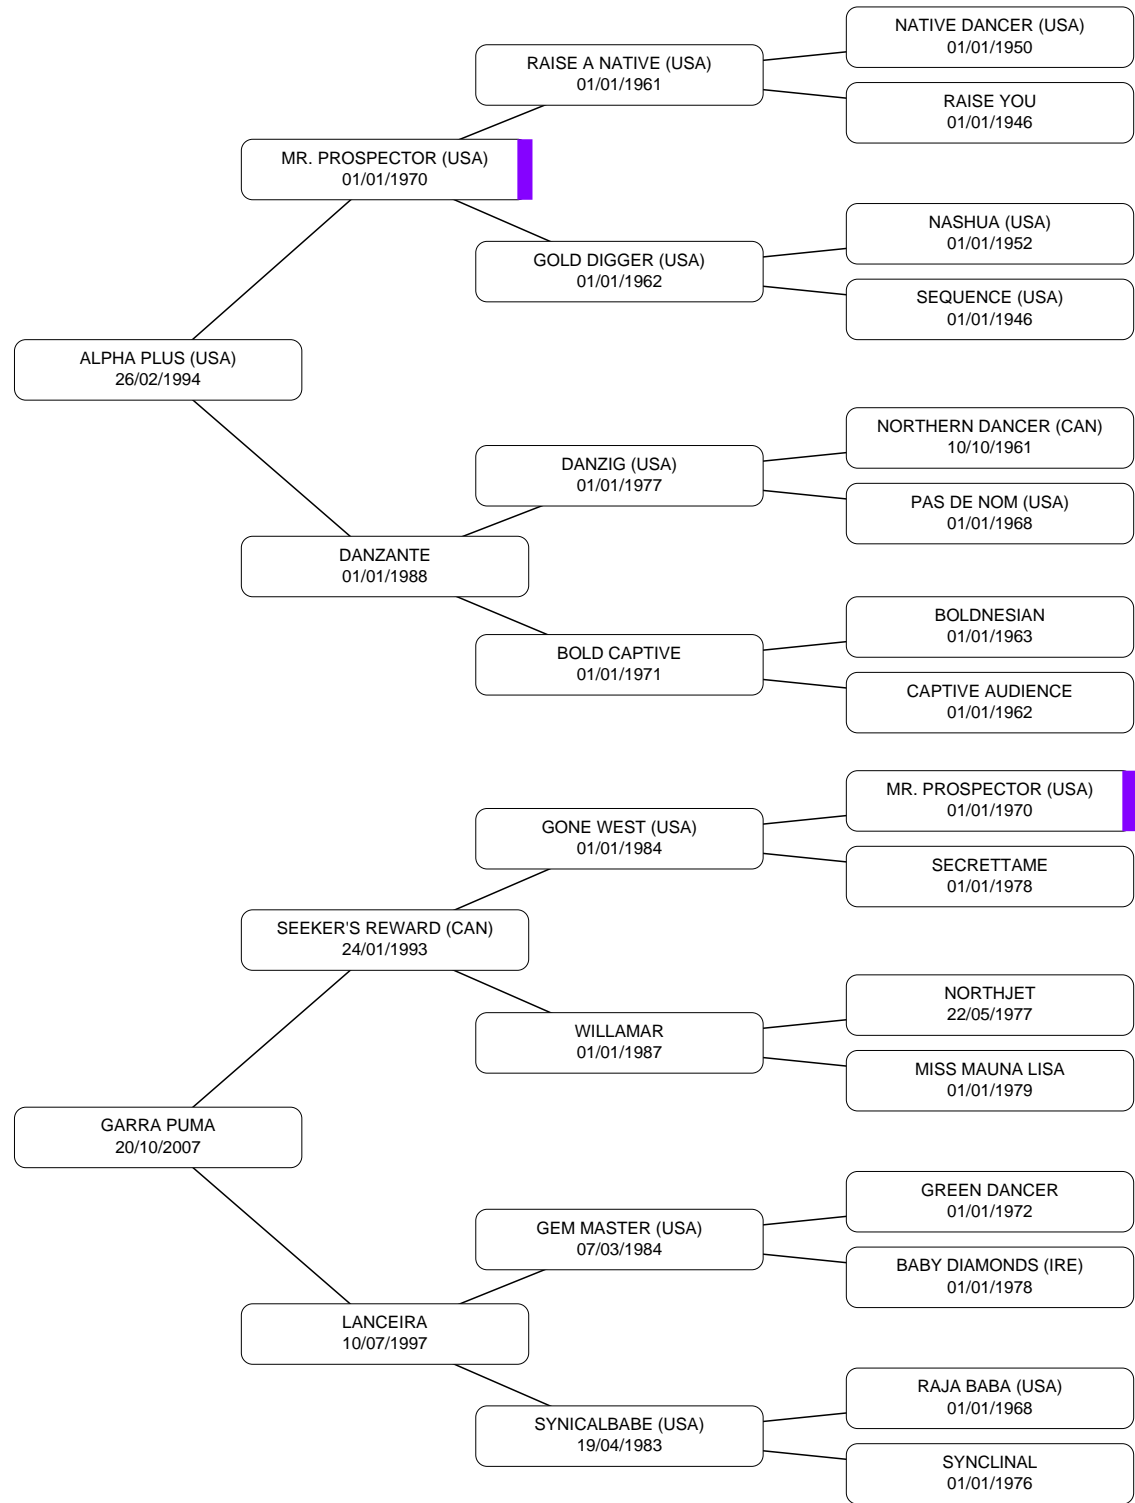 NATIVE DANCER (USA)
01/01/1950
RAISE A NATIVE (USA)
01/01/1961
RAISE YOU
01/01/1946
MR. PROSPECTOR (USA)
01/01/1970
NASHUA (USA)
01/01/1952
GOLD DIGGER (USA)
01/01/1962
SEQUENCE (USA)
01/01/1946
ALPHA PLUS (USA)
26/02/1994
NORTHERN DANCER (CAN)
10/10/1961
DANZIG (USA)
01/01/1977
PAS DE NOM (USA)
01/01/1968
DANZANTE
01/01/1988
BOLDNESIAN
01/01/1963
BOLD CAPTIVE
01/01/1971
CAPTIVE AUDIENCE
01/01/1962
MR. PROSPECTOR (USA)
01/01/1970
GONE WEST (USA)
01/01/1984
SECRETTAME
01/01/1978
SEEKER'S REWARD (CAN)
24/01/1993
NORTHJET
22/05/1977
WILLAMAR
01/01/1987
MISS MAUNA LISA
01/01/1979
GARRA PUMA
20/10/2007
GREEN DANCER
01/01/1972
GEM MASTER (USA)
07/03/1984
BABY DIAMONDS (IRE)
01/01/1978
LANCEIRA
10/07/1997
RAJA BABA (USA)
01/01/1968
SYNICALBABE (USA)
19/04/1983
SYNCLINAL
01/01/1976